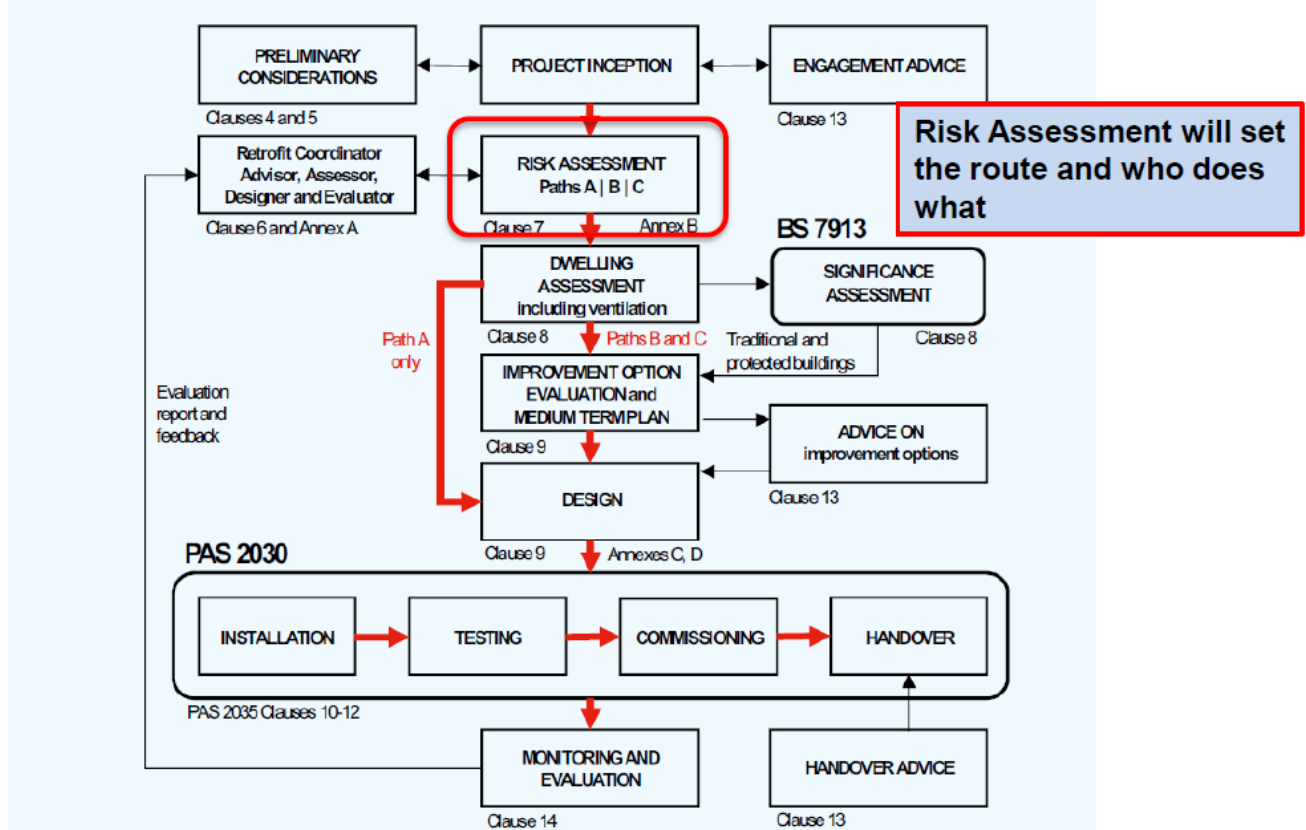 PRELIMINARY
CONSIDERATIONS
PROJECT INCEPTION
ENGAGEMENT ADVICE
Clauses 4 and 5
Clause 13
Risk Assessment will set
the route and who does
what
Retrofit Coordinator
Advisor, Assessor,
Designer and Evaluator
RISK ASSESSMENT
Paths A | B | C
Clause 6 and Annex A
Clause 7
Annex B
BS 7913
DWELLING
ASSESSMENT
including ventilation
SIGNIFICANCE
ASSESSMENT
Path A
only
Clause 8
Paths B and C
Traditional and
protected buildings
Clause 8
IMPROVEMENT OPTION
EVALUATION and
MEDIUM TERM PLAN
Evaluation
report and
feedback
ADVICE ON
improvement options
Clause 9
Clause 13
DESIGN
PAS 2030
Clause 9
Annexes C, D
INSTALLATION
TESTING
COMMISSIONING
HANDOVER
PAS 2035 Clauses 10-12
MONITORING AND
EVALUATION
HANDOVER ADVICE
Clause 14
Clause 13